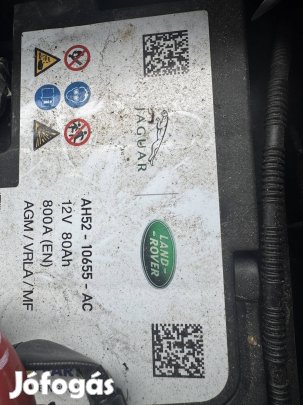 JAGUAR
LAND-
-ROVER
AH52 - 10655 - AC
12V 80Ah
800A (EN)
AGM / VRLA / MF
Jófogás